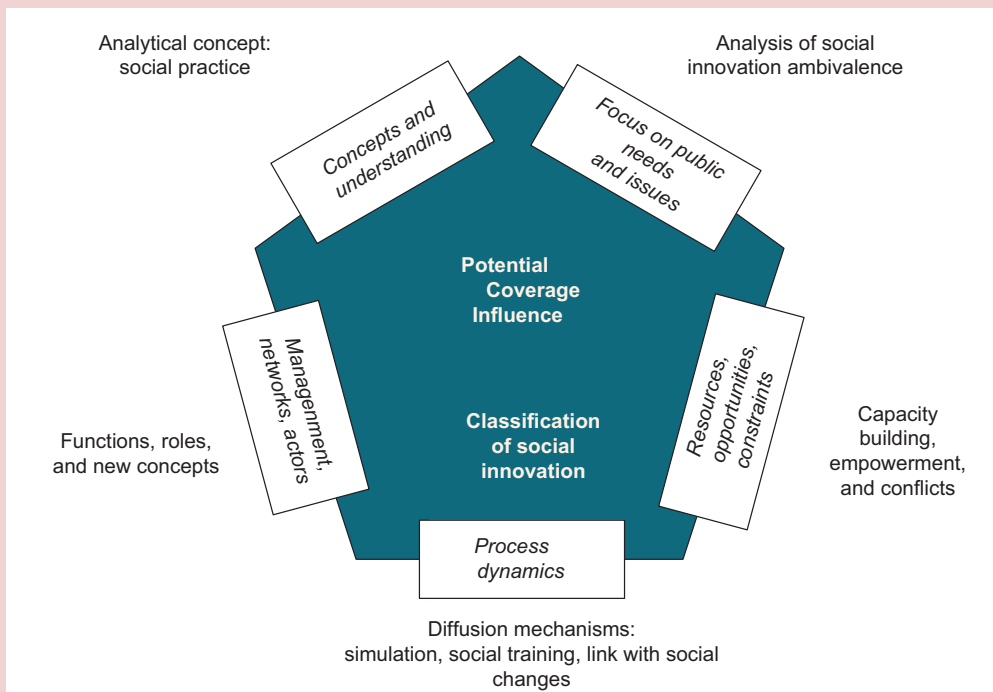 Analytical concept:
social practice
Analysis of social
innovation ambivalence
Concepts and
understanding
Focus on public
needs
and issues
Potential
Coverage
Influence
Management,
networks, actors
Resources,
opportunities,
constraints
Functions, roles,
and new concepts
Classification
of social
innovation
Capacity
building,
empowerment,
and conflicts
Process
dynamics
Diffusion mechanisms:
simulation, social training, link with social
changes